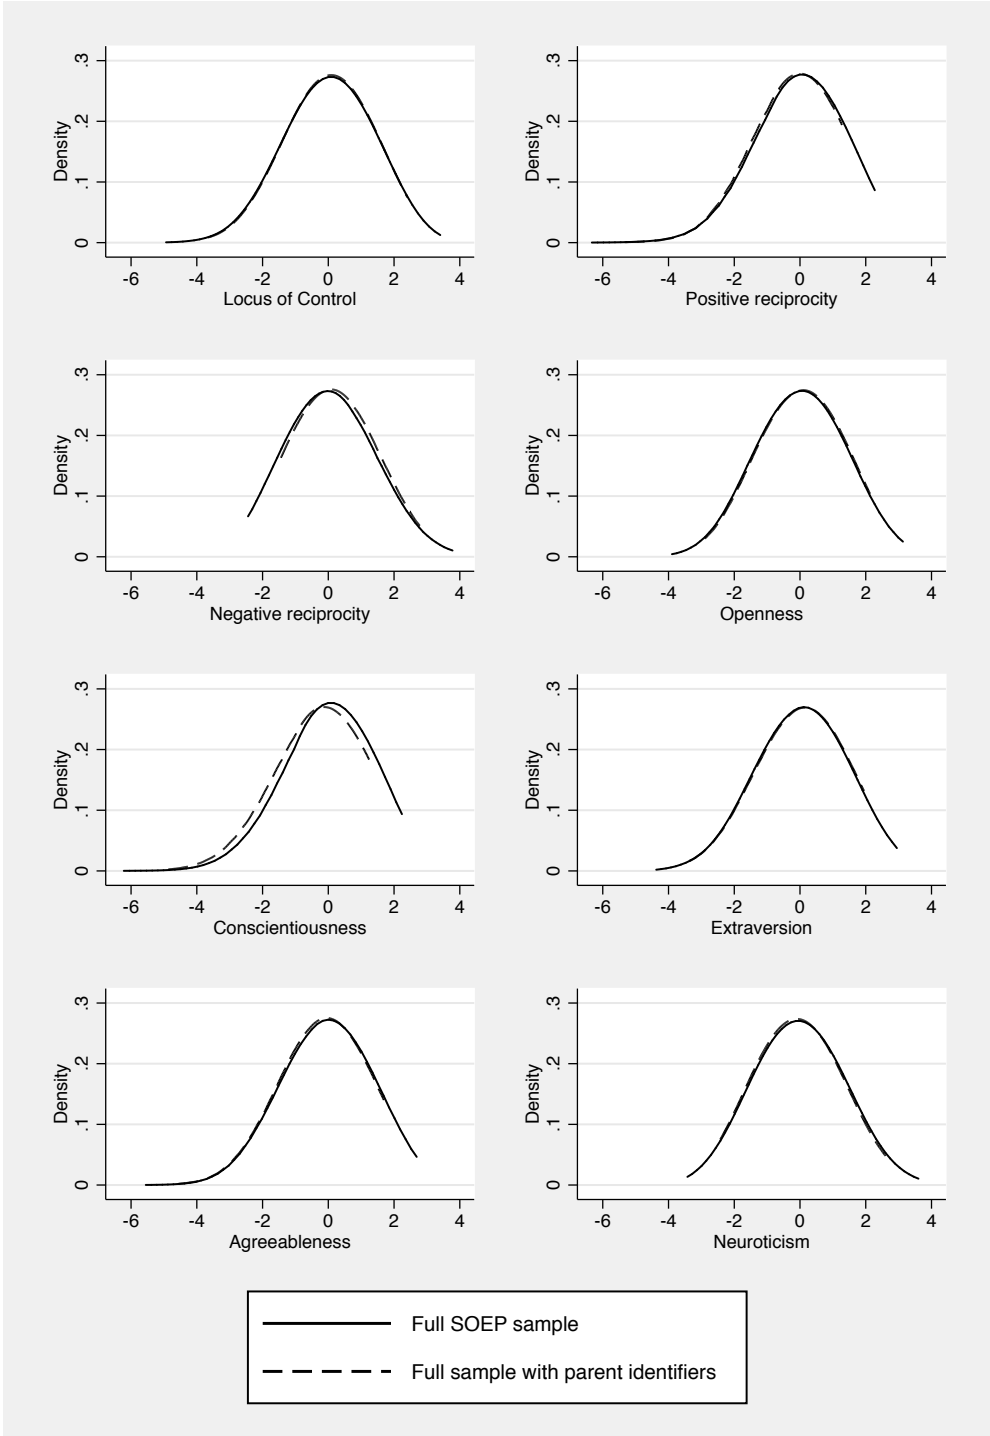 Density
0 .1 .2 .3
-6 -4 -2 0 2 4
Locus of Control
Density
0 .1 .2 .3
-6 -4 -2 0 2 4
Positive reciprocity
Density
0 .1 .2 .3
-6 -4 -2 0 2 4
Negative reciprocity
Density
0 .1 .2 .3
-6 -4 -2 0 2 4
Openness
Density
0 .1 .2 .3
-6 -4 -2 0 2 4
Conscientiousness
Density
0 .1 .2 .3
-6 -4 -2 0 2 4
Extraversion
Density
0 .1 .2 .3
-6 -4 -2 0 2 4
Agreeableness
Density
0 .1 .2 .3
-6 -4 -2 0 2 4
Neuroticism
Full SOEP sample
Full sample with parent identifiers